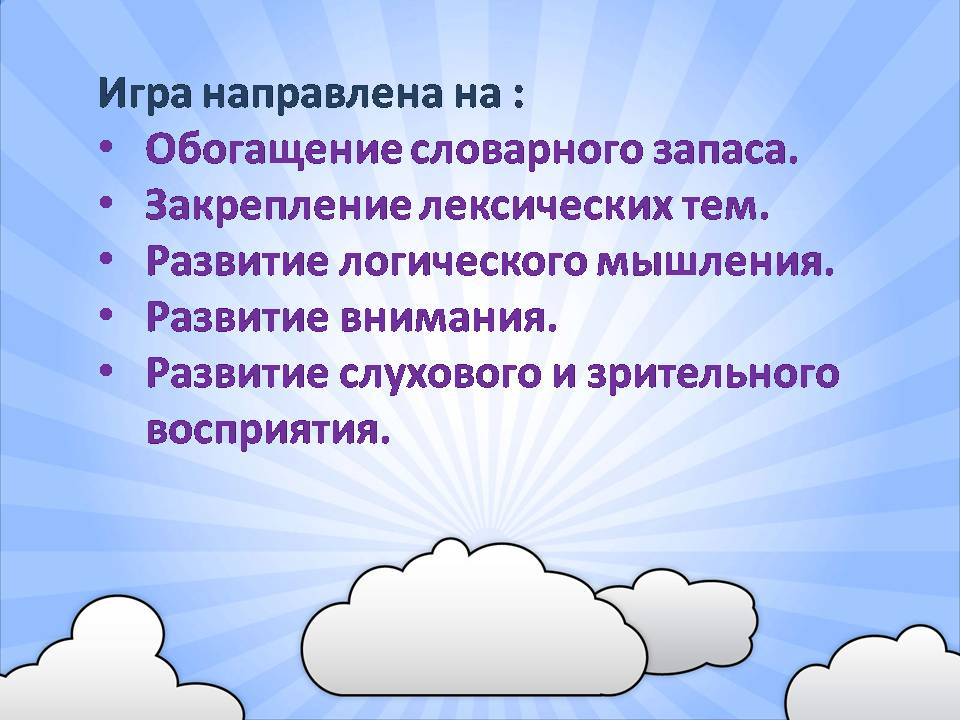 Игра направлена на :
• Обогащение словарного запаса.
• Закрепление лексических тем.
• Развитие логического мышления.
• Развитие внимания.
• Развитие слухового и зрительного
восприятия.